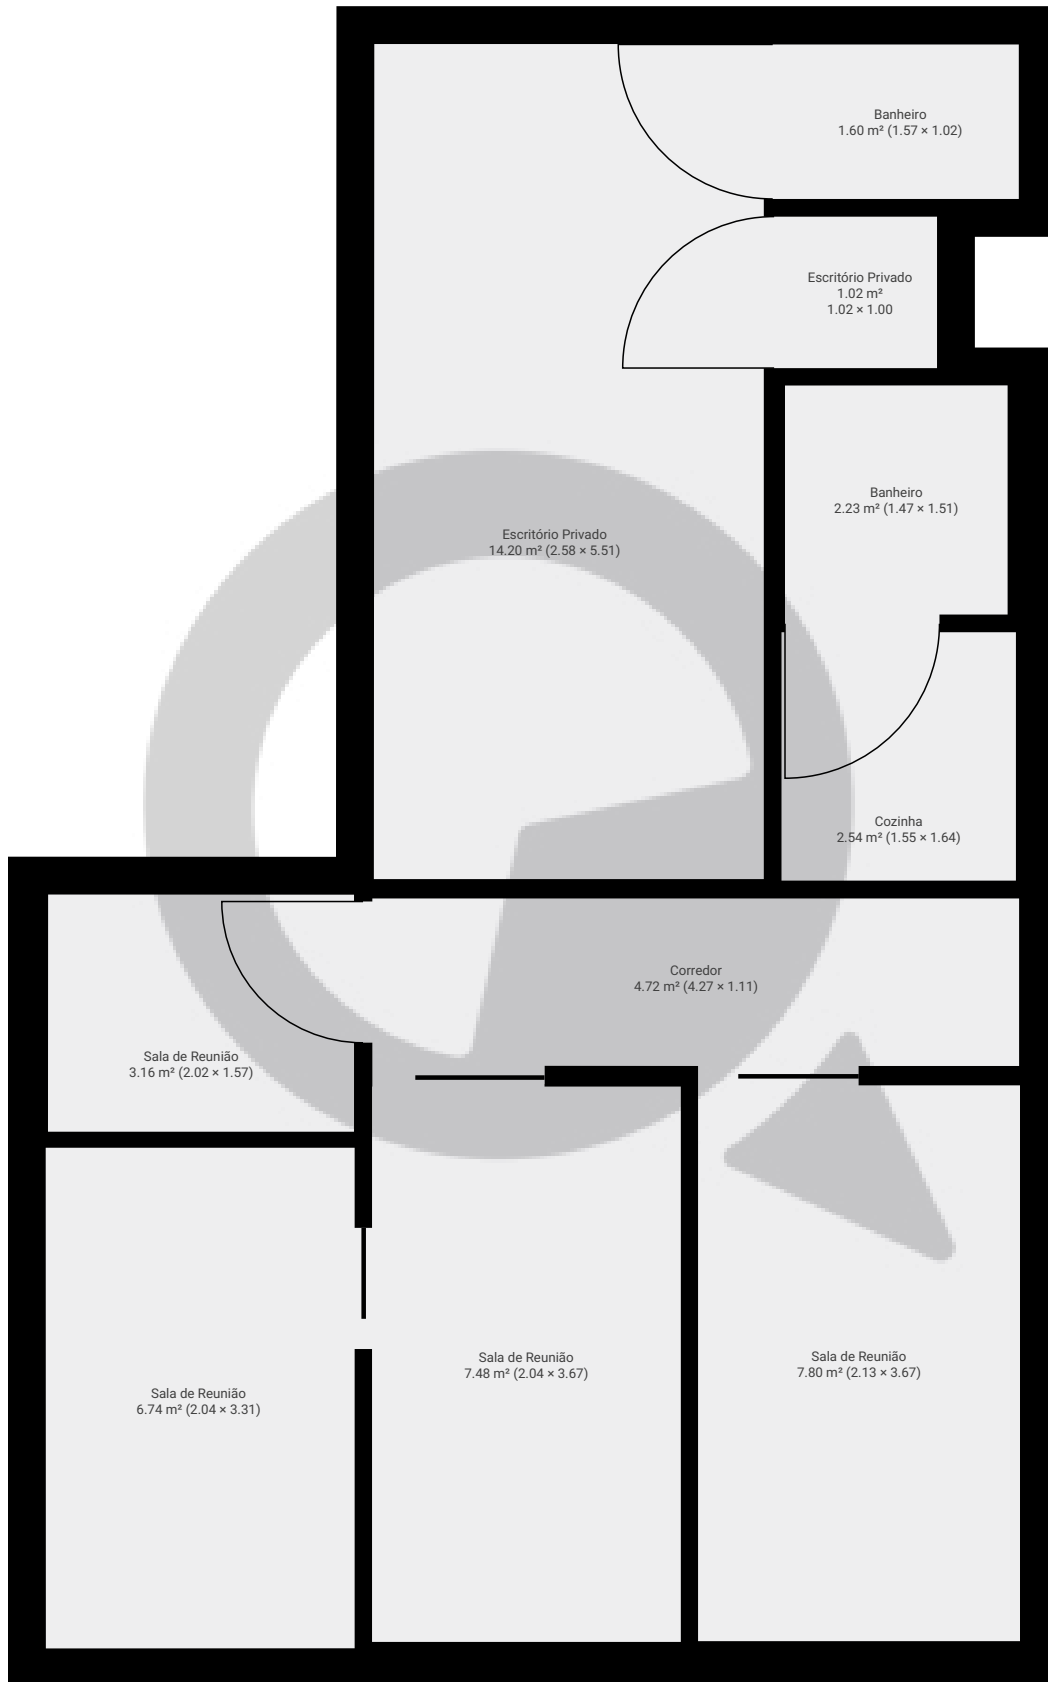 Banheiro
1.60 m² (1.57 × 1.02)
Escritório Privado
1.02 m²
1.02 × 1.00
Banheiro
2.23 m² (1.47 × 1.51)
Escritório Privado
14.20 m² (2.58 × 5.51)
Cozinha
2.54 m² (1.55 × 1.64)
Corredor
4.72 m² (4.27 × 1.11)
Sala de Reunião
3.16 m² (2.02 × 1.57)
Sala de Reunião
7.48 m² (2.04 × 3.67)
Sala de Reunião
7.80 m² (2.13 × 3.67)
Sala de Reunião
6.74 m² (2.04 × 3.31)